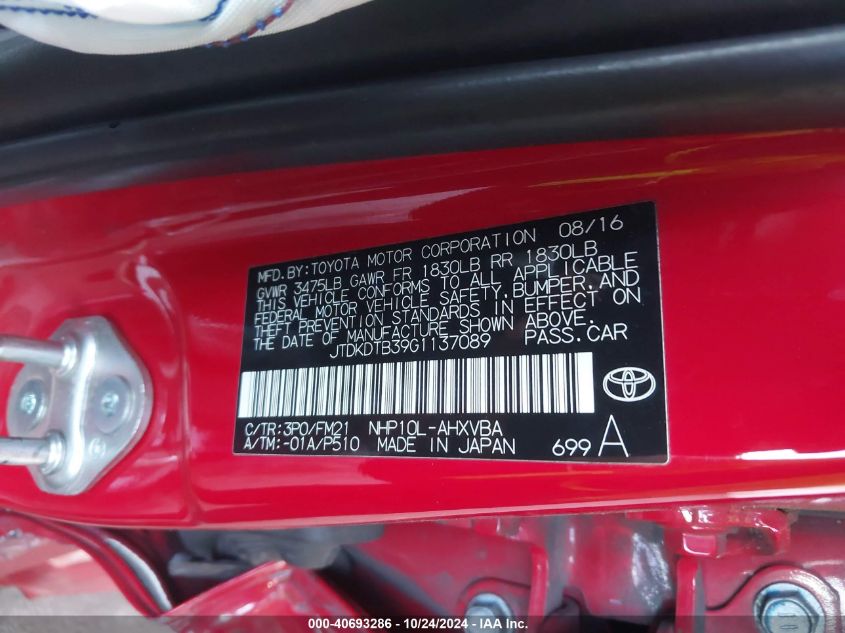 MFD.BY:TOYOTA MOTOR CORPORATION 08/16
GVWR 3475LB GAWR FR 1830LB RR 1830LB
THIS VEHICLE CONFORMS TO ALL APPLICABLE
FEDERAL MOTOR VEHICLE SAFETY,BUMPER,AND
THEFT PREVENTION STANDARDS IN EFFECT ON
THE DATE OF MANUFACTURE SHOWN ABOVE.
JTDKDTB39G1137089 PASS.CAR
C/TR:3P0/FM21 NHP10L-AHXVBA
A/TM:-01A/P510 MADE IN JAPAN 699 A
000-40693286 - 10/24/2024 - IAAI Inc.